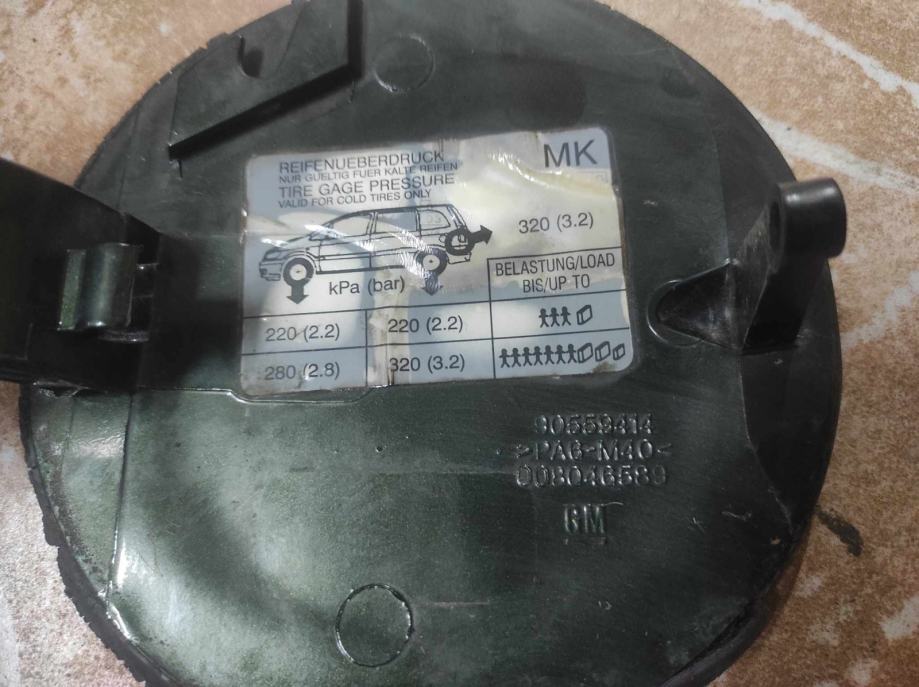 REIFENUEBERDRUCK
NUR GUELTIG FUER KALTE REIFEN
TIRE GAGE PRESSURE
VALID FOR COLD TIRES ONLY
MK
320 (3.2)
kPa (bar)
BELASTUNG/LOAD
BIS/UP TO
220 (2.2) 220 (2.2)
280 (2.8) 320 (3.2)
90559414
>PA6-M40<
008046589
GM